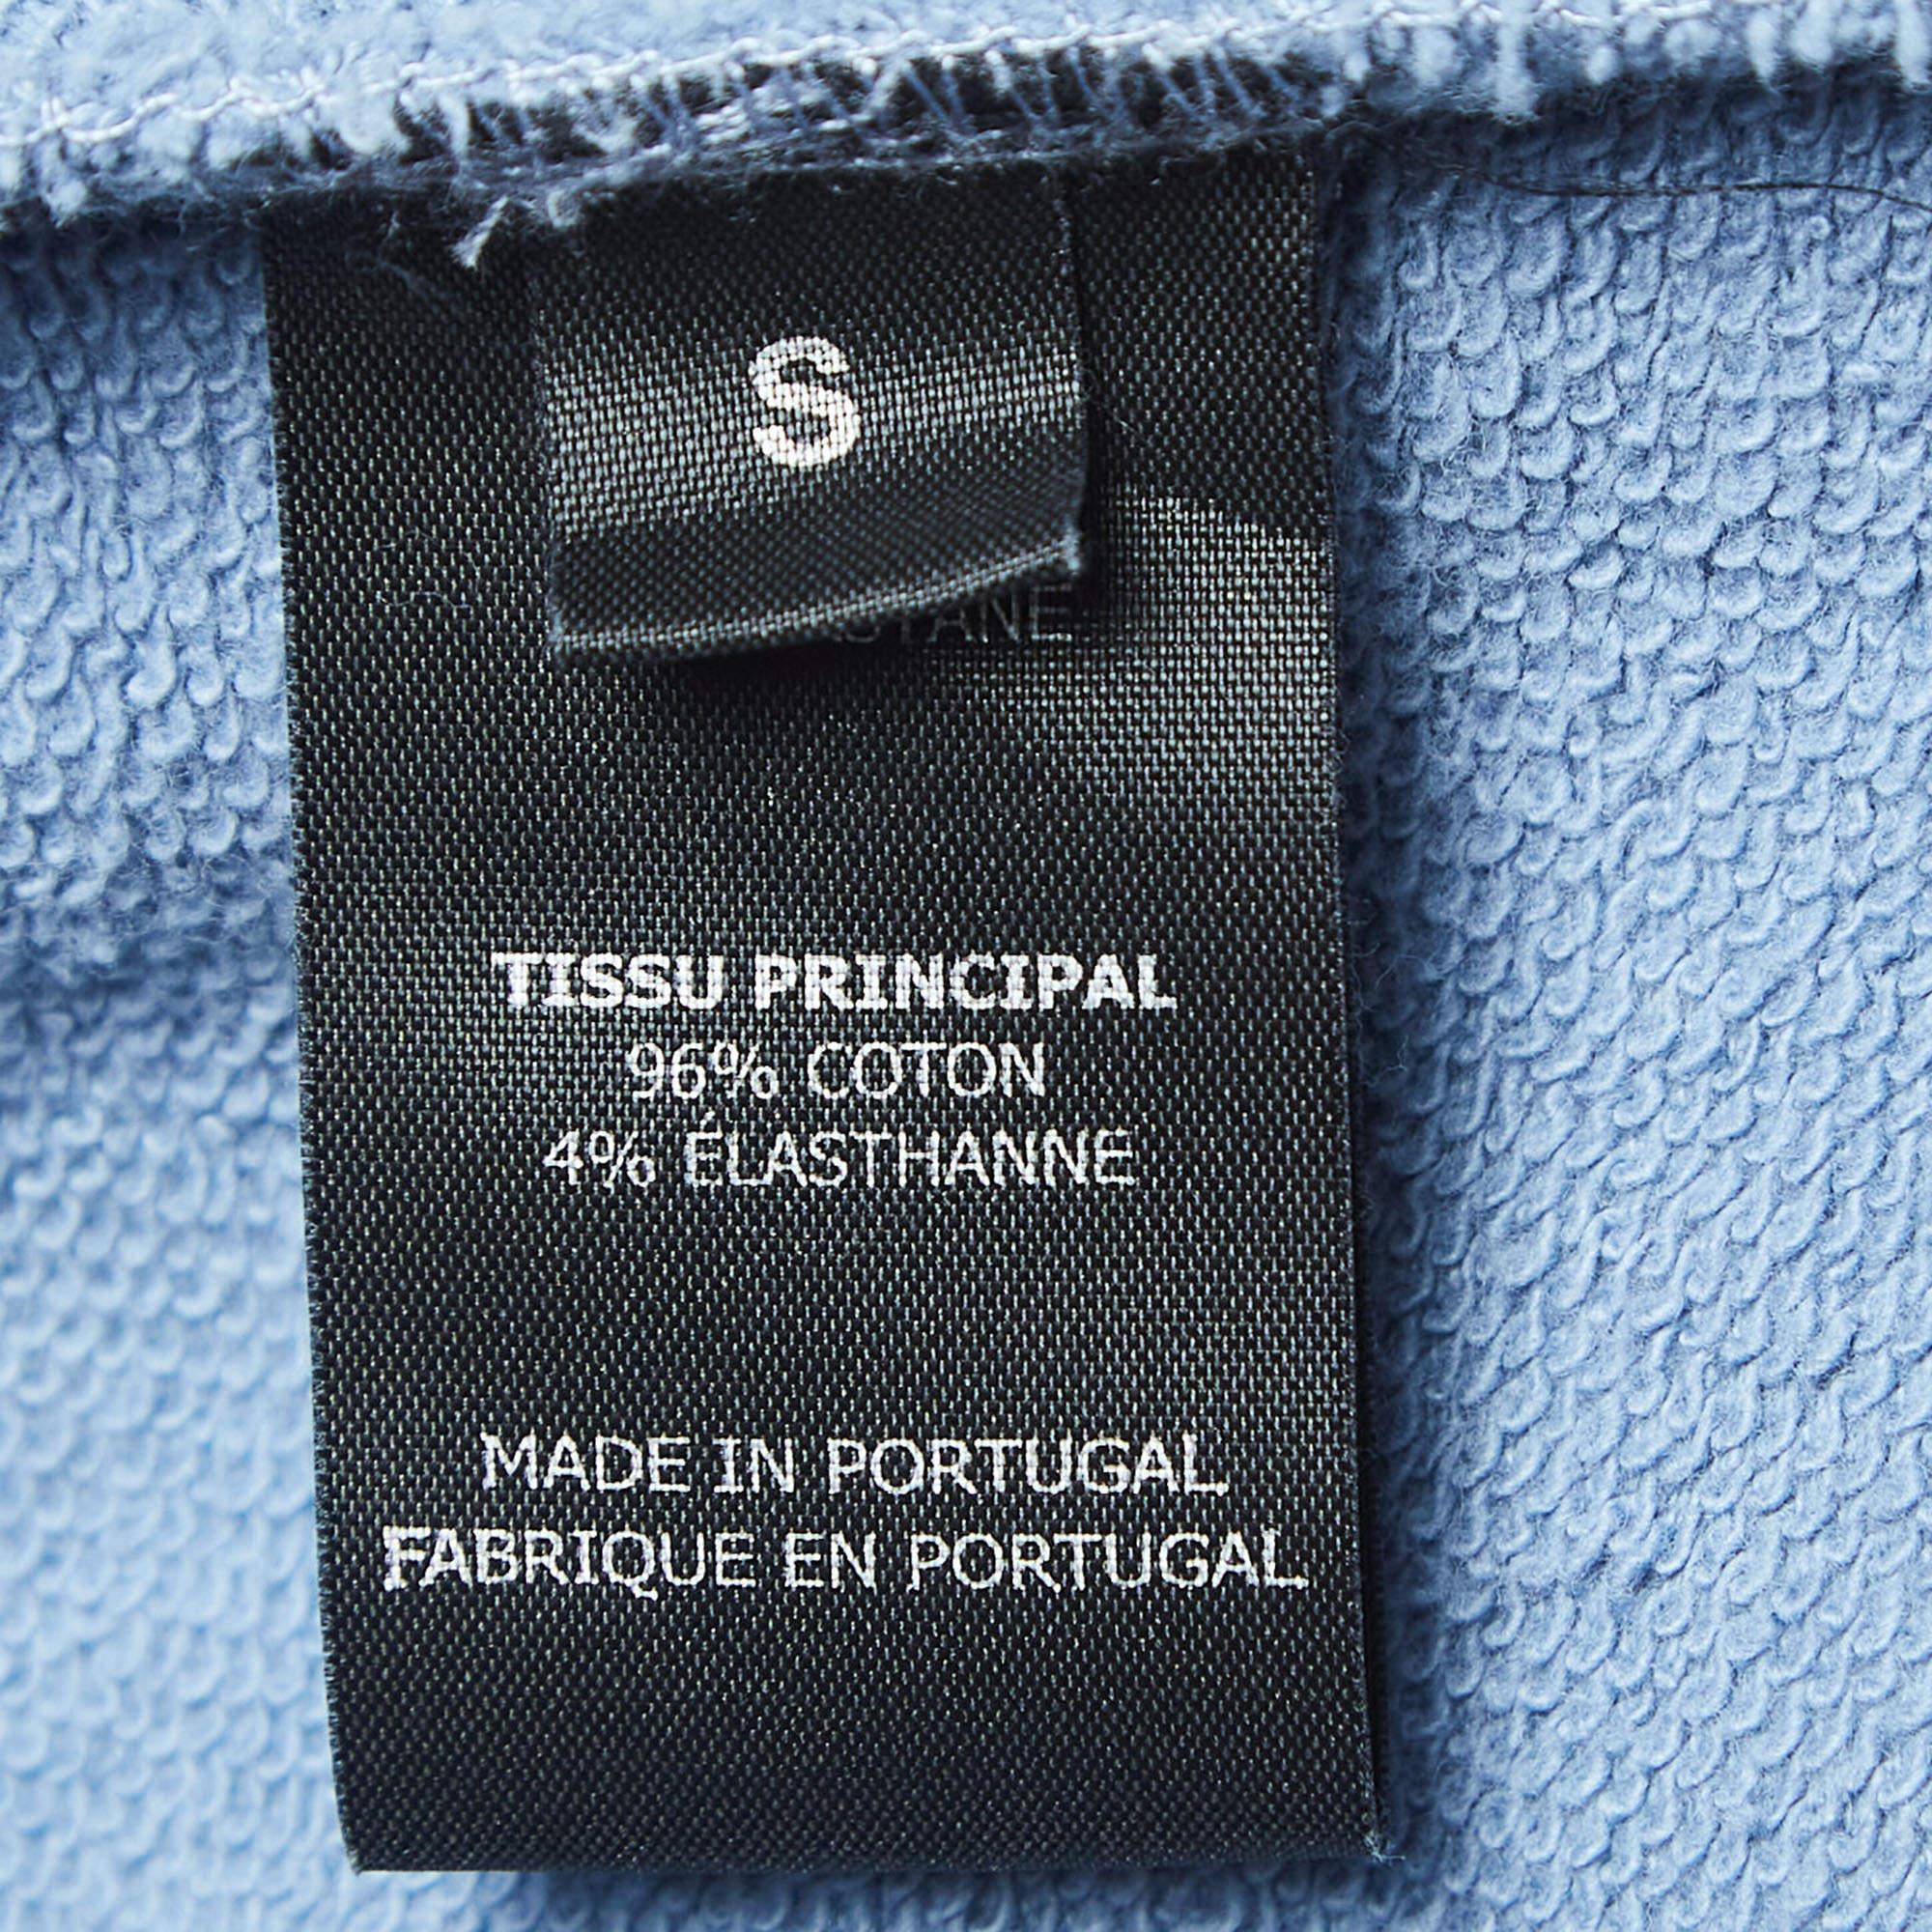 S
TISSU PRINCIPAL
96% COTON
4% ÉLASTHANNE
MADE IN PORTUGAL
FABRIQUE EN PORTUGAL